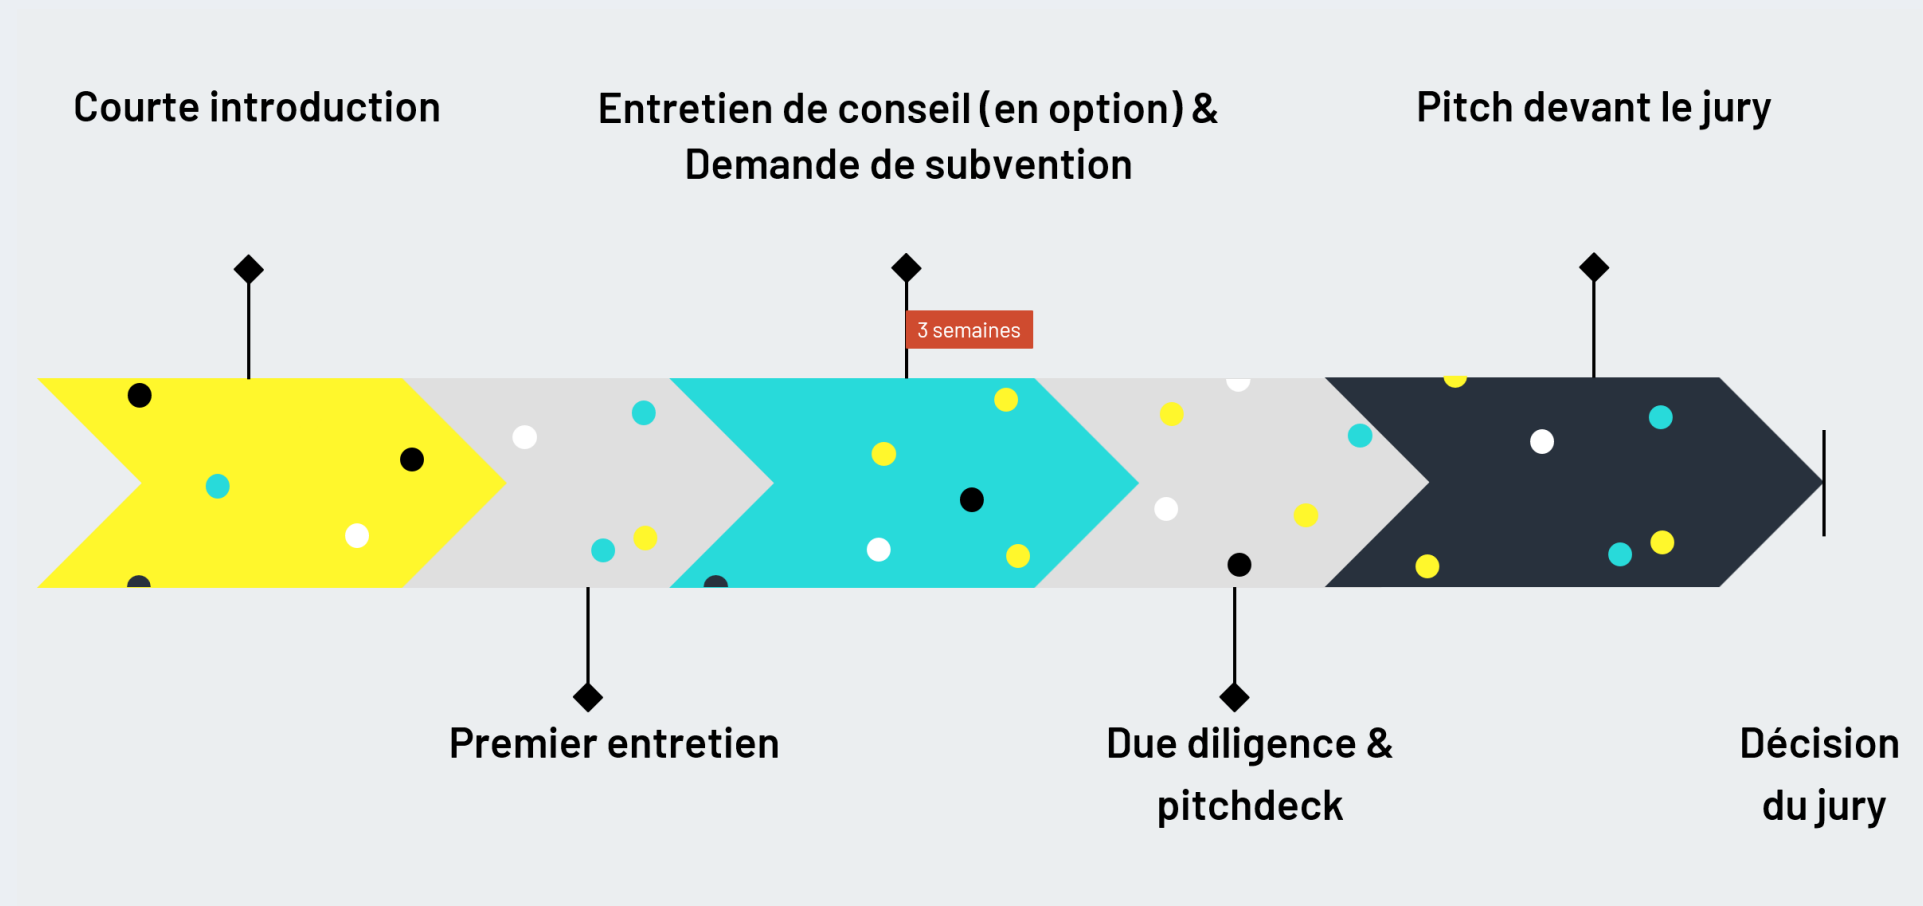 Courte introduction
Entretien de conseil (en option) &
Demande de subvention
Pitch devant le jury
3 semaines
Premier entretien
Due diligence &
pitchdeck
Décision
du jury